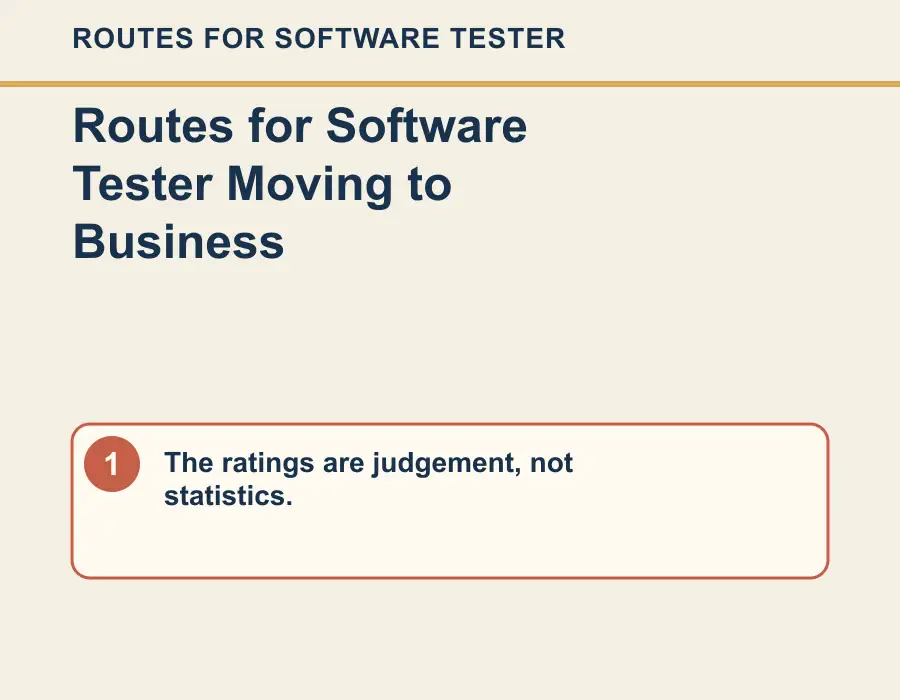 ROUTES FOR SOFTWARE TESTER
Routes for Software
Tester Moving to
Business
1
The ratings are judgement, not
statistics.